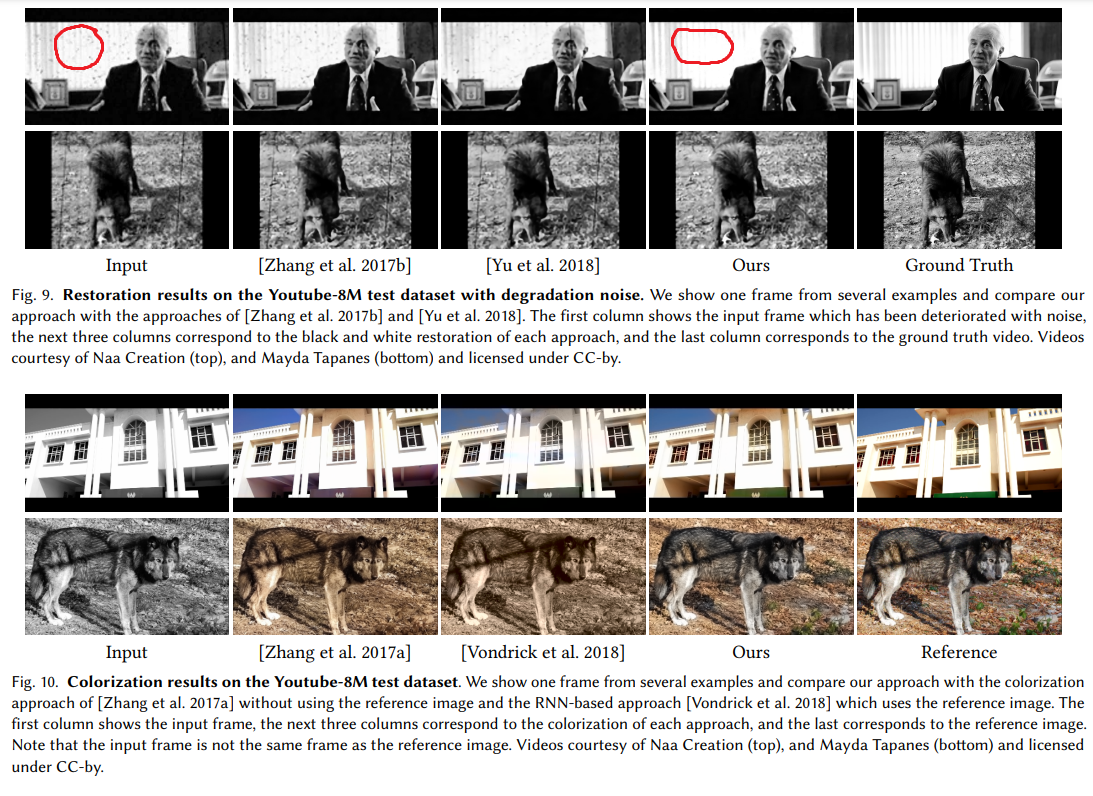 Input [Zhang et al. 2017b] [Yu et al. 2018] Ours Ground Truth
Fig. 9. Restoration results on the Youtube-8M test dataset with degradation noise. We show one frame from several examples and compare our
approach with the approaches of [Zhang et al. 2017b] and [Yu et al. 2018]. The first column shows the input frame which has been deteriorated with noise,
the next three columns correspond to the black and white restoration of each approach, and the last column corresponds to the ground truth video. Videos
courtesy of Naa Creation (top), and Mayda Tapanes (bottom) and licensed under CC-by.
Input [Zhang et al. 2017a] [Vondrick et al. 2018] Ours Reference
Fig. 10. Colorization results on the Youtube-8M test dataset. We show one frame from several examples and compare our approach with the colorization
approach of [Zhang et al. 2017a] without using the reference image and the RNN-based approach [Vondrick et al. 2018] which uses the reference image. The
first column shows the input frame, the next three columns correspond to the colorization of each approach, and the last corresponds to the reference image.
Note that the input frame is not the same frame as the reference image. Videos courtesy of Naa Creation (top), and Mayda Tapanes (bottom) and licensed
under CC-by.